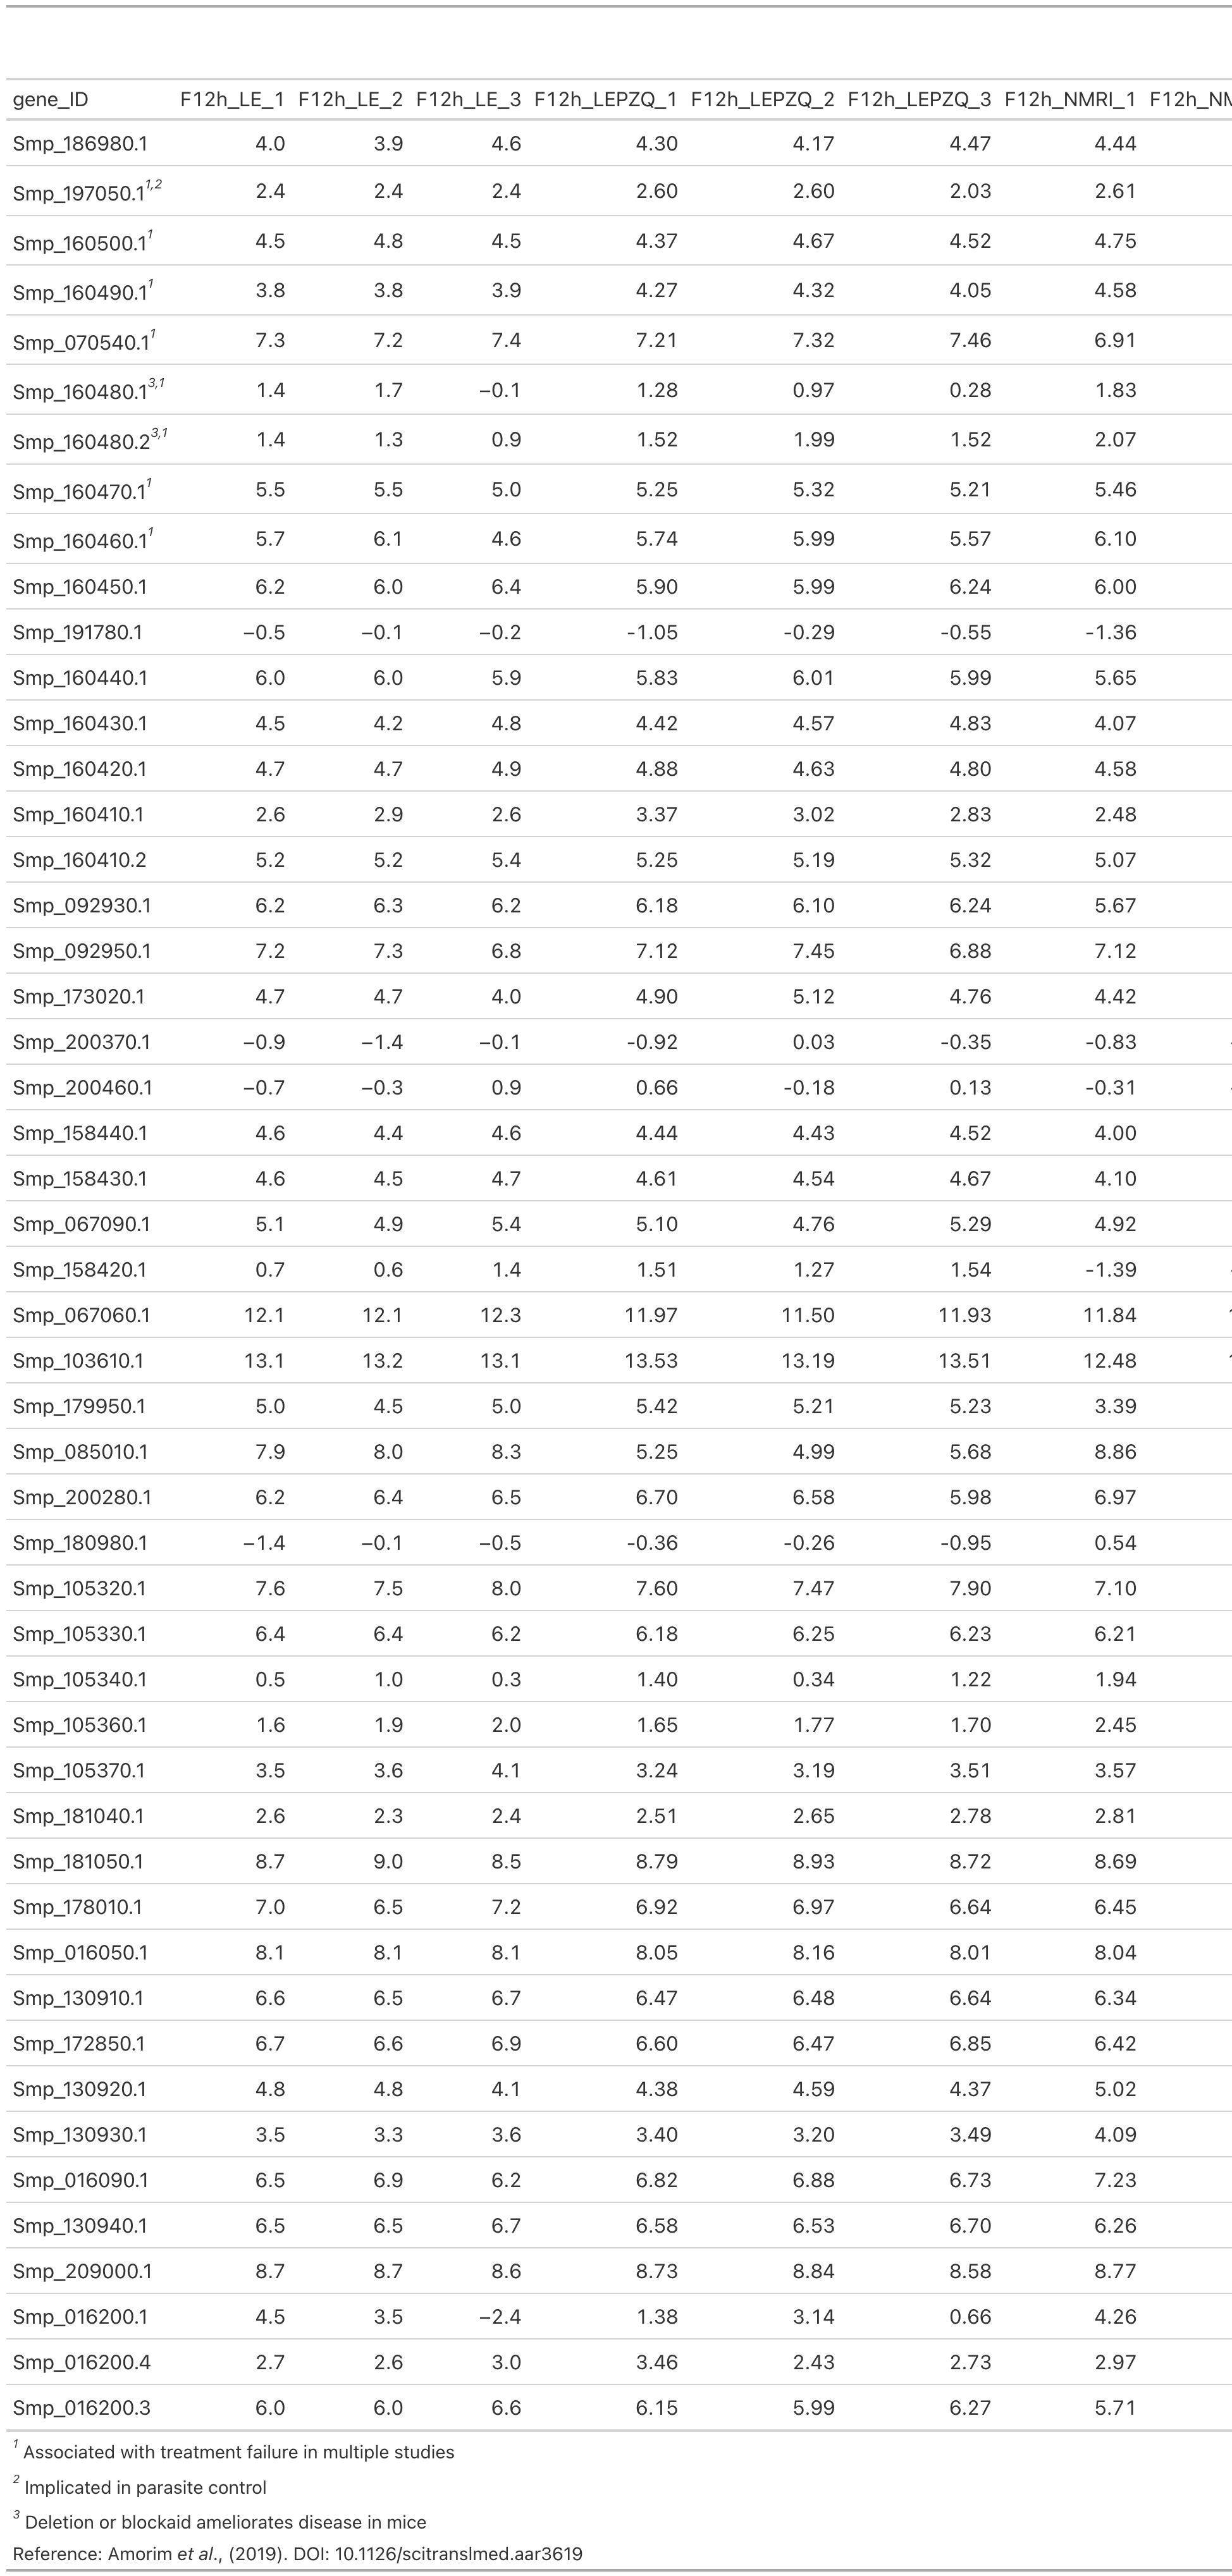 gene_ID F12h_LE_1 F12h_LE_2 F12h_LE_3 F12h_LEPZQ_1 F12h_LEPZQ_2 F12h_LEPZQ_3 F12h_NMRI_1 F12h_NM
Smp_186980.1 4.0 3.9 4.6 4.30 4.17 4.47 4.44
Smp_197050.1^1,2 2.4 2.4 2.4 2.60 2.60 2.03 2.61
Smp_160500.1^1 4.5 4.8 4.5 4.37 4.67 4.52 4.75
Smp_160490.1^1 3.8 3.8 3.9 4.27 4.32 4.05 4.58
Smp_070540.1^1 7.3 7.2 7.4 7.21 7.32 7.46 6.91
Smp_160480.1^3,1 1.4 1.7 −0.1 1.28 0.97 0.28 1.83
Smp_160480.2^3,1 1.4 1.3 0.9 1.52 1.99 1.52 2.07
Smp_160470.1^1 5.5 5.5 5.0 5.25 5.32 5.21 5.46
Smp_160460.1^1 5.7 6.1 4.6 5.74 5.99 5.57 6.10
Smp_160450.1 6.2 6.0 6.4 5.90 5.99 6.24 6.00
Smp_191780.1 −0.5 −0.1 −0.2 -1.05 -0.29 -0.55 -1.36
Smp_160440.1 6.0 6.0 5.9 5.83 6.01 5.99 5.65
Smp_160430.1 4.5 4.2 4.8 4.42 4.57 4.83 4.07
Smp_160420.1 4.7 4.7 4.9 4.88 4.63 4.80 4.58
Smp_160410.1 2.6 2.9 2.6 3.37 3.02 2.83 2.48
Smp_160410.2 5.2 5.2 5.4 5.25 5.19 5.32 5.07
Smp_092930.1 6.2 6.3 6.2 6.18 6.10 6.24 5.67
Smp_092950.1 7.2 7.3 6.8 7.12 7.45 6.88 7.12
Smp_173020.1 4.7 4.7 4.0 4.90 5.12 4.76 4.42
Smp_200370.1 −0.9 −1.4 −0.1 -0.92 0.03 -0.35 -0.83
Smp_200460.1 −0.7 −0.3 0.9 0.66 -0.18 0.13 -0.31
Smp_158440.1 4.6 4.4 4.6 4.44 4.43 4.52 4.00
Smp_158430.1 4.6 4.5 4.7 4.61 4.54 4.67 4.10
Smp_067090.1 5.1 4.9 5.4 5.10 4.76 5.29 4.92
Smp_158420.1 0.7 0.6 1.4 1.51 1.27 1.54 -1.39
Smp_067060.1 12.1 12.1 12.3 11.97 11.50 11.93 11.84
Smp_103610.1 13.1 13.2 13.1 13.53 13.19 13.51 12.48
Smp_179950.1 5.0 4.5 5.0 5.42 5.21 5.23 3.39
Smp_085010.1 7.9 8.0 8.3 5.25 4.99 5.68 8.86
Smp_200280.1 6.2 6.4 6.5 6.70 6.58 5.98 6.97
Smp_180980.1 −1.4 −0.1 −0.5 -0.36 -0.26 -0.95 0.54
Smp_105320.1 7.6 7.5 8.0 7.60 7.47 7.90 7.10
Smp_105330.1 6.4 6.4 6.2 6.18 6.25 6.23 6.21
Smp_105340.1 0.5 1.0 0.3 1.40 0.34 1.22 1.94
Smp_105360.1 1.6 1.9 2.0 1.65 1.77 1.70 2.45
Smp_105370.1 3.5 3.6 4.1 3.24 3.19 3.51 3.57
Smp_181040.1 2.6 2.3 2.4 2.51 2.65 2.78 2.81
Smp_181050.1 8.7 9.0 8.5 8.79 8.93 8.72 8.69
Smp_178010.1 7.0 6.5 7.2 6.92 6.97 6.64 6.45
Smp_016050.1 8.1 8.1 8.1 8.05 8.16 8.01 8.04
Smp_130910.1 6.6 6.5 6.7 6.47 6.48 6.64 6.34
Smp_172850.1 6.7 6.6 6.9 6.60 6.47 6.85 6.42
Smp_130920.1 4.8 4.8 4.1 4.38 4.59 4.37 5.02
Smp_130930.1 3.5 3.3 3.6 3.40 3.20 3.49 4.09
Smp_016090.1 6.5 6.9 6.2 6.82 6.88 6.73 7.23
Smp_130940.1 6.5 6.5 6.7 6.58 6.53 6.70 6.26
Smp_209000.1 8.7 8.7 8.6 8.73 8.84 8.58 8.77
Smp_016200.1 4.5 3.5 −2.4 1.38 3.14 0.66 4.26
Smp_016200.4 2.7 2.6 3.0 3.46 2.43 2.73 2.97
Smp_016200.3 6.0 6.0 6.6 6.15 5.99 6.27 5.71
^1 Associated with treatment failure in multiple studies
^2 Implicated in parasite control
^3 Deletion or blockaid ameliorates disease in mice
Reference: Amorim et al., (2019). DOI: 10.1126/scitranslmed.aar3619